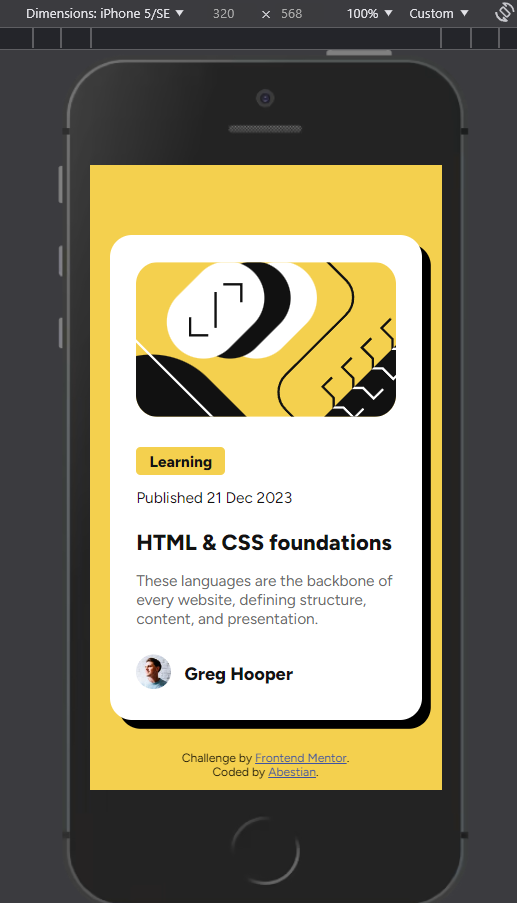 Dimensions: iPhone 5/SE ▼ 320 × 568 100% ▼ Custom ▼
Learning
Published 21 Dec 2023
HTML & CSS foundations
These languages are the backbone of
every website, defining structure,
content, and presentation.
Greg Hooper
Challenge by Frontend Mentor.
Coded by Abestian.